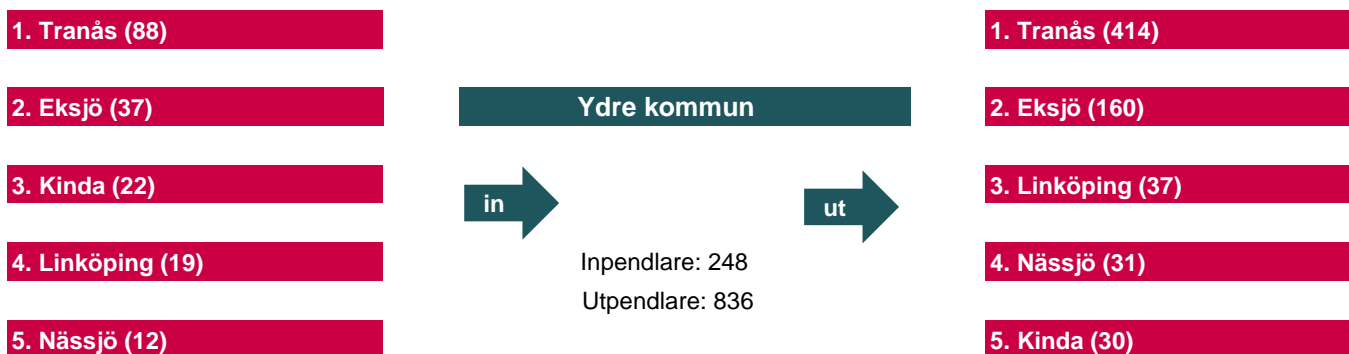 1. Tranås (88)
2. Eksjö (37)
3. Kinda (22)
4. Linköping (19)
5. Nässjö (12)
Ydre kommun
in
ut
Inpendlare: 248
Utpendlare: 836
1. Tranås (414)
2. Eksjö (160)
3. Linköping (37)
4. Nässjö (31)
5. Kinda (30)